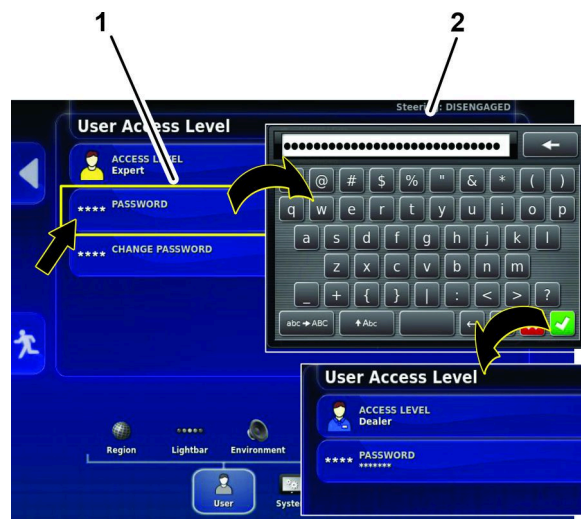 1
2
Steering: DISENGAGED
User Access Level
ACCESS LEVEL
Expert
**** PASSWORD
**** CHANGE PASSWORD
●●●●●●●●●●●●●●●●●●●●●●●●●●●●●●
@ # $ % " & * ( )
q w e r t y u i o p
a s d f g h j k l
z x c v b n m
_ + { } | : < > ?
abc → ABC
Abc
User Access Level
ACCESS LEVEL
Dealer
**** PASSWORD
*******
Region
Lightbar
Environment
User